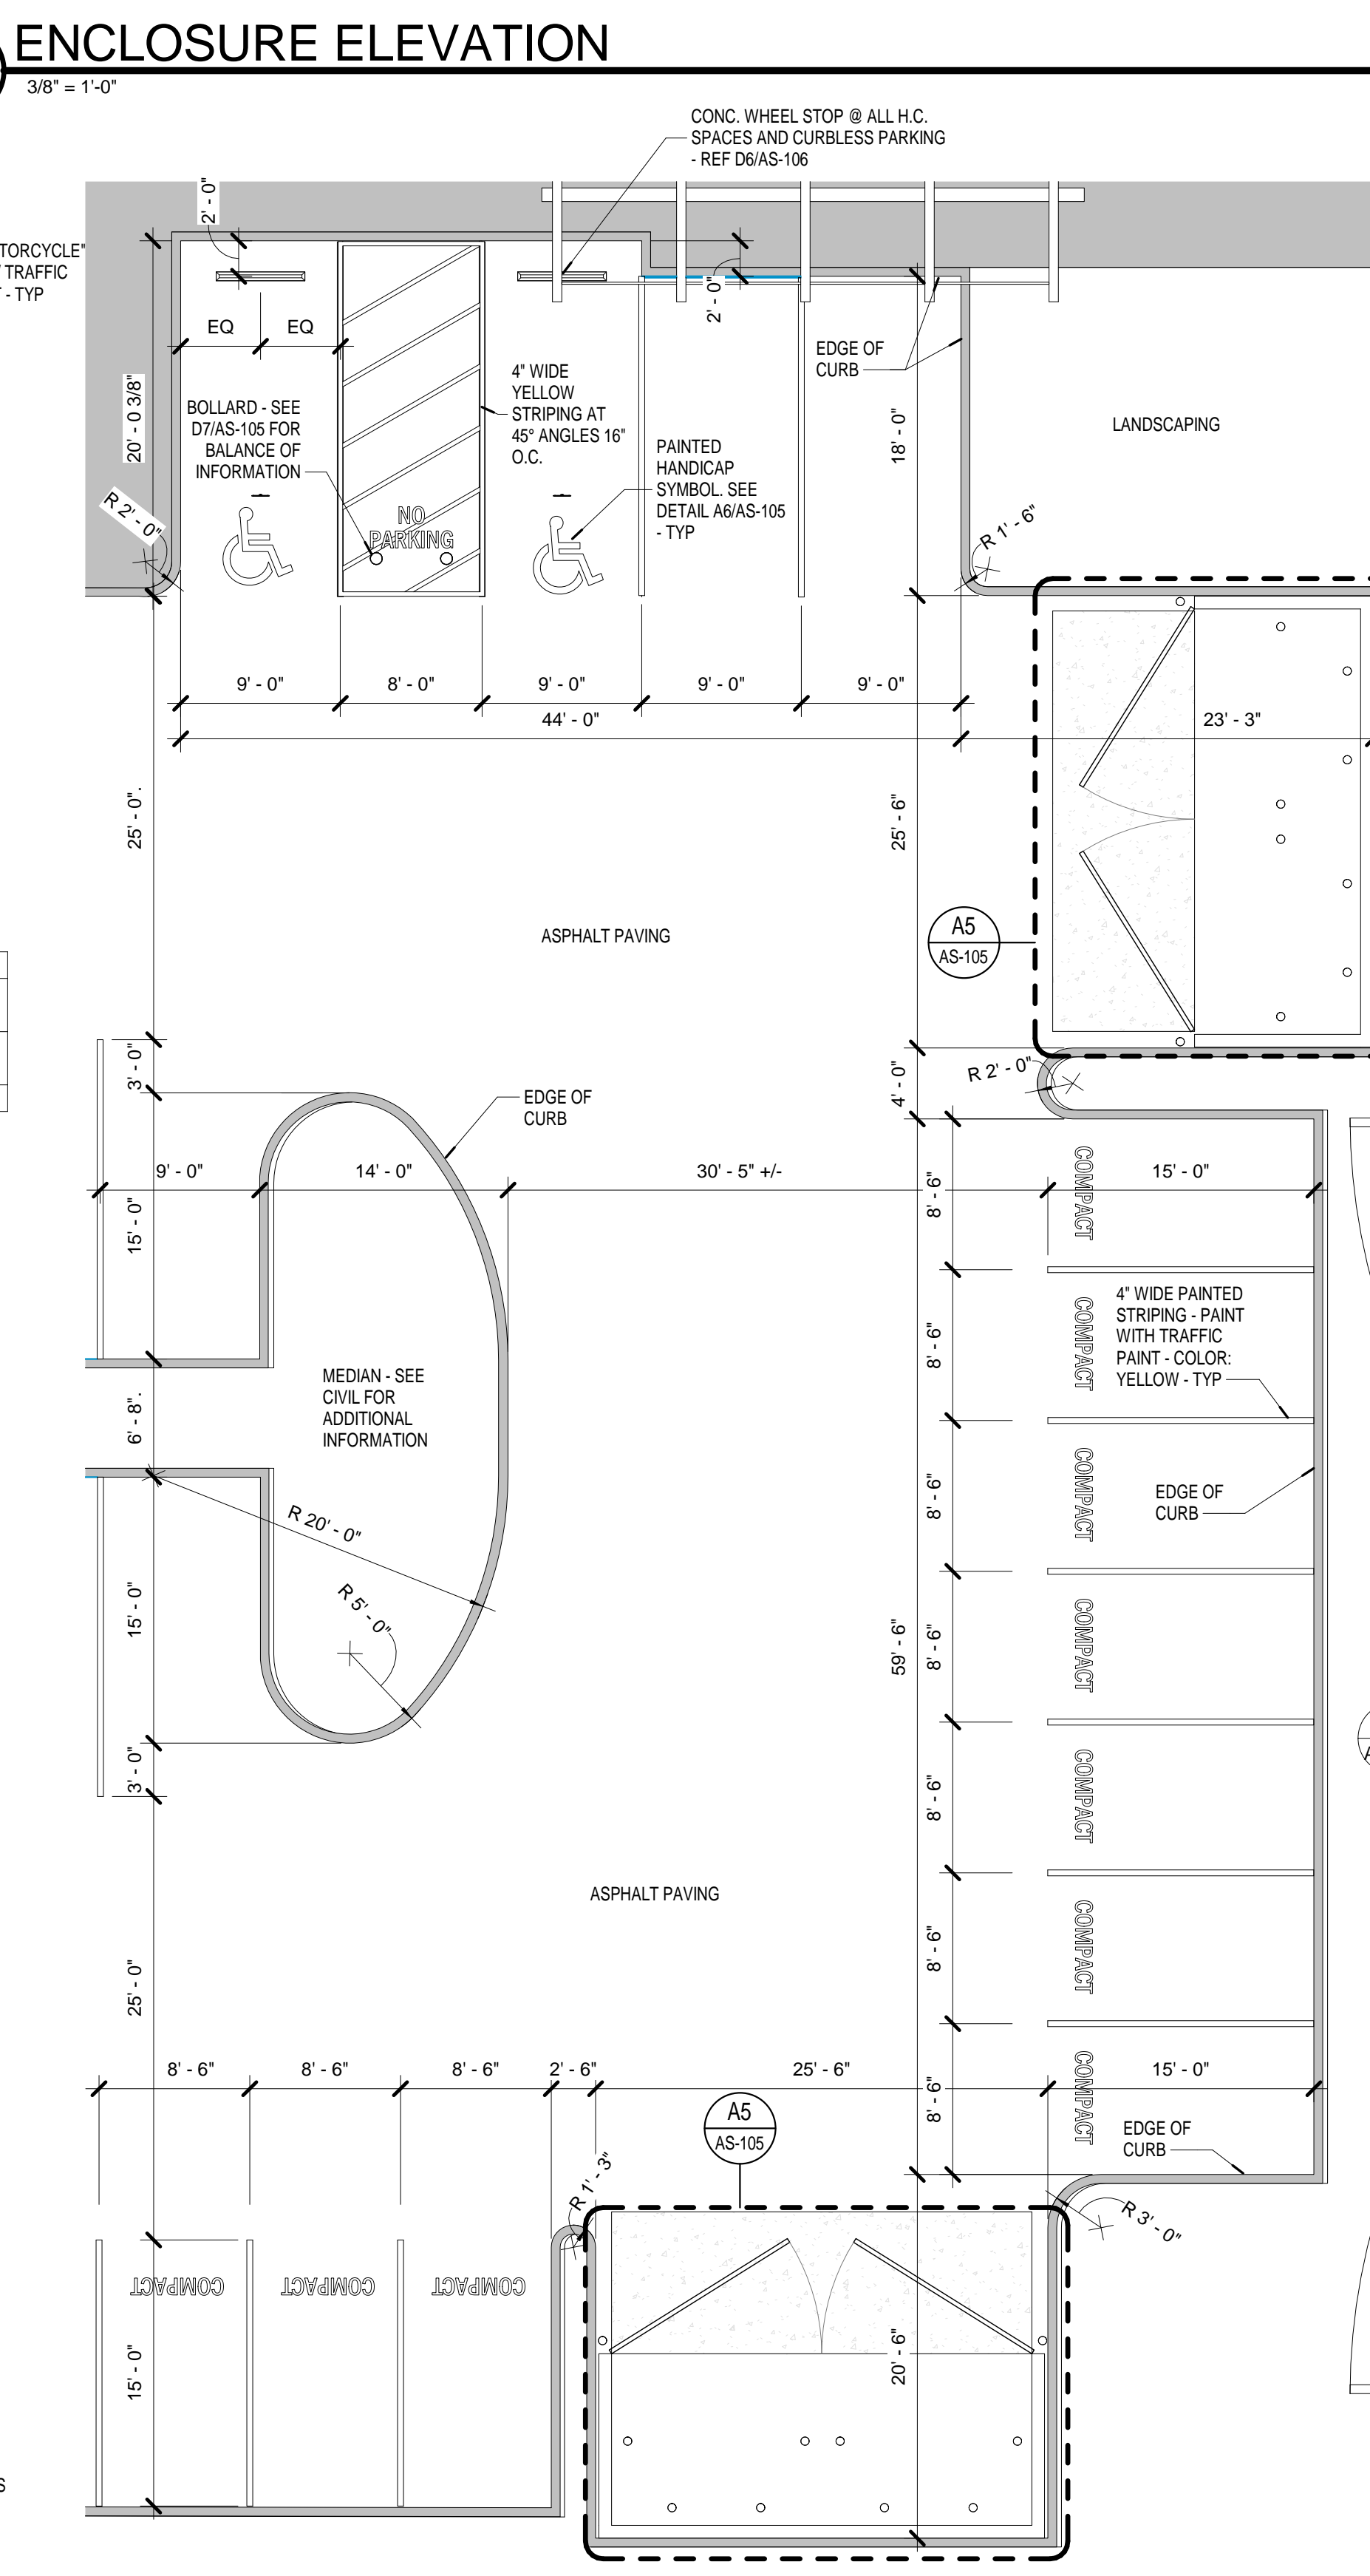 ENCLOSURE ELEVATION
3/8" = 1'-0"
CONC. WHEEL STOP @ ALL H.C.
SPACES AND CURBLESS PARKING
- REF D6/AS-106
TORCYCLE"
TRAFFIC
- TYP
2' - 0"
2' - 0"
EQ
EQ
20' - 0 3/8"
R 2' - 0"
BOLLARD - SEE
D7/AS-105 FOR
BALANCE OF
INFORMATION
4" WIDE
YELLOW
STRIPING AT
45° ANGLES 16"
O.C.
PAINTED
HANDICAP
SYMBOL. SEE
DETAIL A6/AS-105
- TYP
EDGE OF
CURB
18' - 0"
LANDSCAPING
R 1' - 6"
NO
PARKING
9' - 0"
8' - 0"
9' - 0"
9' - 0"
9' - 0"
44' - 0"
23' - 3"
25' - 0".
25' - 6"
ASPHALT PAVING
A5
AS-105
3' - 0"
4' - 0"
R 2' - 0"
EDGE OF
CURB
9' - 0"
14' - 0"
30' - 5" +/-
15' - 0"
15' - 0"
8' - 6"
COMPACT
8' - 6"
COMPACT
4" WIDE PAINTED
STRIPING - PAINT
WITH TRAFFIC
PAINT - COLOR:
YELLOW - TYP
MEDIAN - SEE
CIVIL FOR
ADDITIONAL
INFORMATION
6' - 8".
8' - 6"
COMPACT
EDGE OF
CURB
R 20' - 0"
R 5' - 0"
15' - 0"
59' - 6"
8' - 6"
COMPACT
3' - 0"
8' - 6"
COMPACT
ASPHALT PAVING
8' - 6"
COMPACT
25' - 0"
8' - 6"
8' - 6"
8' - 6"
2' - 6"
25' - 6"
15' - 0"
8' - 6"
COMPACT
A5
AS-105
EDGE OF
CURB
R 1' - 3"
R 3' - 0"
COMPACT
COMPACT
COMPACT
15' - 0"
20' - 6"
S